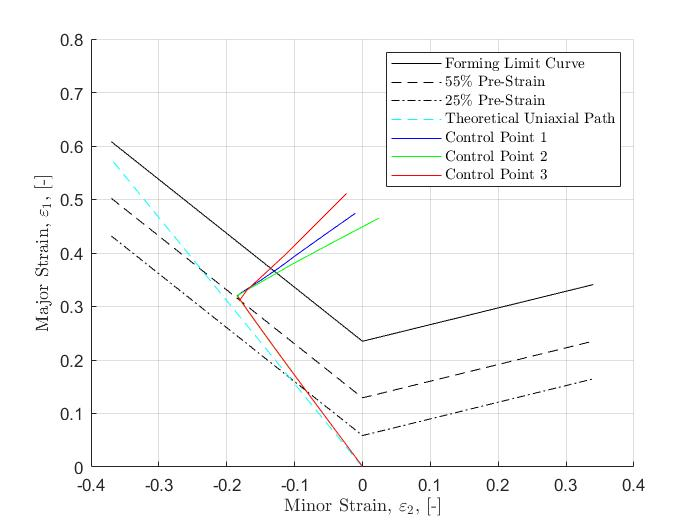 0.8
0.7
0.6
0.5
0.4
0.3
0.2
0.1
0
-0.4 -0.3 -0.2 -0.1 0 0.1 0.2 0.3 0.4
Major Strain, ε₁, [-]
Minor Strain, ε₂, [-]
Forming Limit Curve
55% Pre-Strain
25% Pre-Strain
Theoretical Uniaxial Path
Control Point 1
Control Point 2
Control Point 3